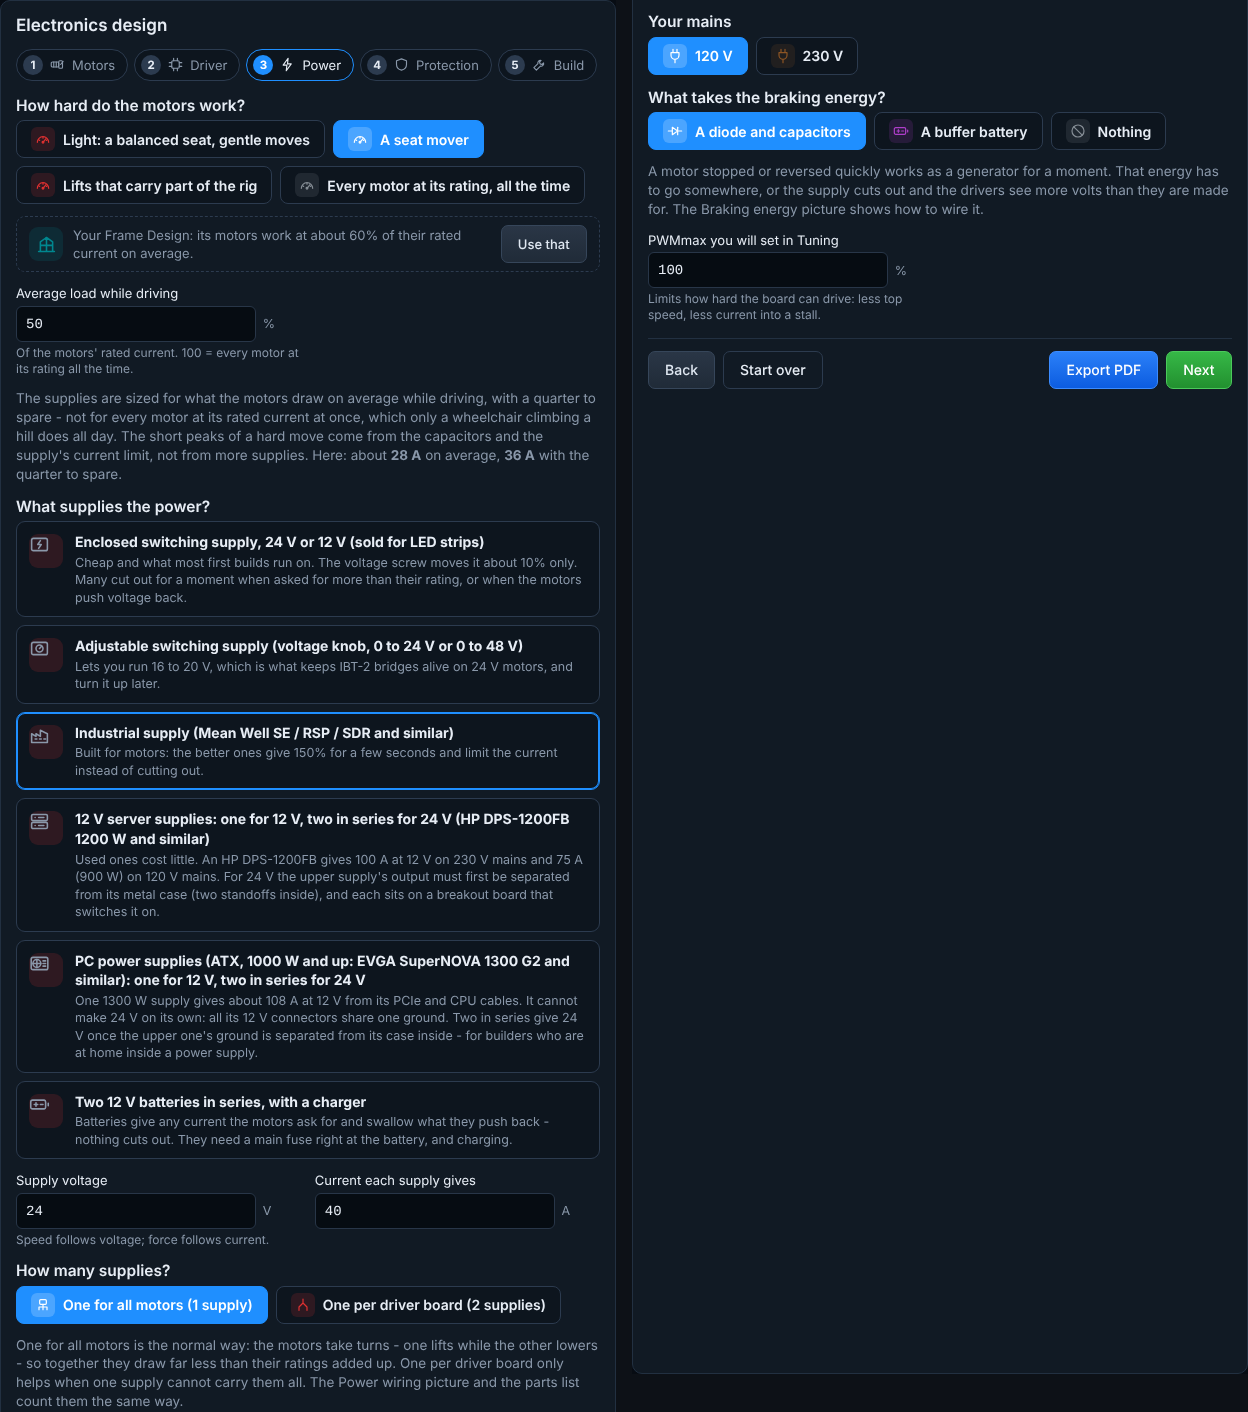 Electronics design
1 Motors
2 Driver
3 Power
4 Protection
5 Build
How hard do the motors work?
Light: a balanced seat, gentle moves
A seat mover
Lifts that carry part of the rig
Every motor at its rating, all the time
Your Frame Design: its motors work at about 60% of their rated
current on average.
Use that
Average load while driving
50 %
Of the motors' rated current. 100 = every motor at
its rating all the time.
The supplies are sized for what the motors draw on average while driving, with a quarter to
spare - not for every motor at its rated current at once, which only a wheelchair climbing a
hill does all day. The short peaks of a hard move come from the capacitors and the
supply's current limit, not from more supplies. Here: about 28 A on average, 36 A with the
quarter to spare.
What supplies the power?
Enclosed switching supply, 24 V or 12 V (sold for LED strips)
Cheap and what most first builds run on. The voltage screw moves it about 10% only.
Many cut out for a moment when asked for more than their rating, or when the motors
push voltage back.
Adjustable switching supply (voltage knob, 0 to 24 V or 0 to 48 V)
Lets you run 16 to 20 V, which is what keeps IBT-2 bridges alive on 24 V motors, and
turn it up later.
Industrial supply (Mean Well SE / RSP / SDR and similar)
Built for motors: the better ones give 150% for a few seconds and limit the current
instead of cutting out.
12 V server supplies: one for 12 V, two in series for 24 V (HP DPS-1200FB
1200 W and similar)
Used ones cost little. An HP DPS-1200FB gives 100 A at 12 V on 230 V mains and 75 A
(900 W) on 120 V mains. For 24 V the upper supply's output must first be separated
from its metal case (two standoffs inside), and each sits on a breakout board that
switches it on.
PC power supplies (ATX, 1000 W and up: EVGA SuperNOVA 1300 G2 and
similar): one for 12 V, two in series for 24 V
One 1300 W supply gives about 108 A at 12 V from its PCIe and CPU cables. It cannot
make 24 V on its own: all its 12 V connectors share one ground. Two in series give 24
V once the upper one's ground is separated from its case inside - for builders who are
at home inside a power supply.
Two 12 V batteries in series, with a charger
Batteries give any current the motors ask for and swallow what they push back -
nothing cuts out. They need a main fuse right at the battery, and charging.
Supply voltage
24 V
Current each supply gives
40 A
Speed follows voltage; force follows current.
How many supplies?
One for all motors (1 supply)
One per driver board (2 supplies)
One for all motors is the normal way: the motors take turns - one lifts while the other lowers
- so together they draw far less than their ratings added up. One per driver board only
helps when one supply cannot carry them all. The Power wiring picture and the parts list
count them the same way.
Your mains
120 V
230 V
What takes the braking energy?
A diode and capacitors
A buffer battery
Nothing
A motor stopped or reversed quickly works as a generator for a moment. That energy has
to go somewhere, or the supply cuts out and the drivers see more volts than they are made
for. The Braking energy picture shows how to wire it.
PWMmax you will set in Tuning
100 %
Limits how hard the board can drive: less top
speed, less current into a stall.
Back
Start over
Export PDF
Next